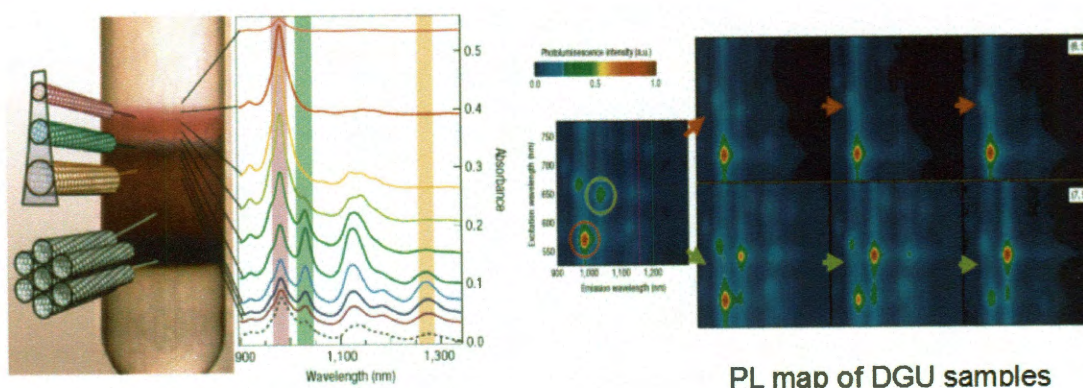 0.5
0.4
0.3
0.2
0.1
0.0
Absorbance
900 1,100 1,300
Wavelength (nm)
Photoluminescence intensity (a.u.)
0.0 0.5 1.0
Excitation wavelength (nm)
750
700
650
600
550
900 1,000 1,100 1,200
Emission wavelength (nm)
PL map of DGU samples